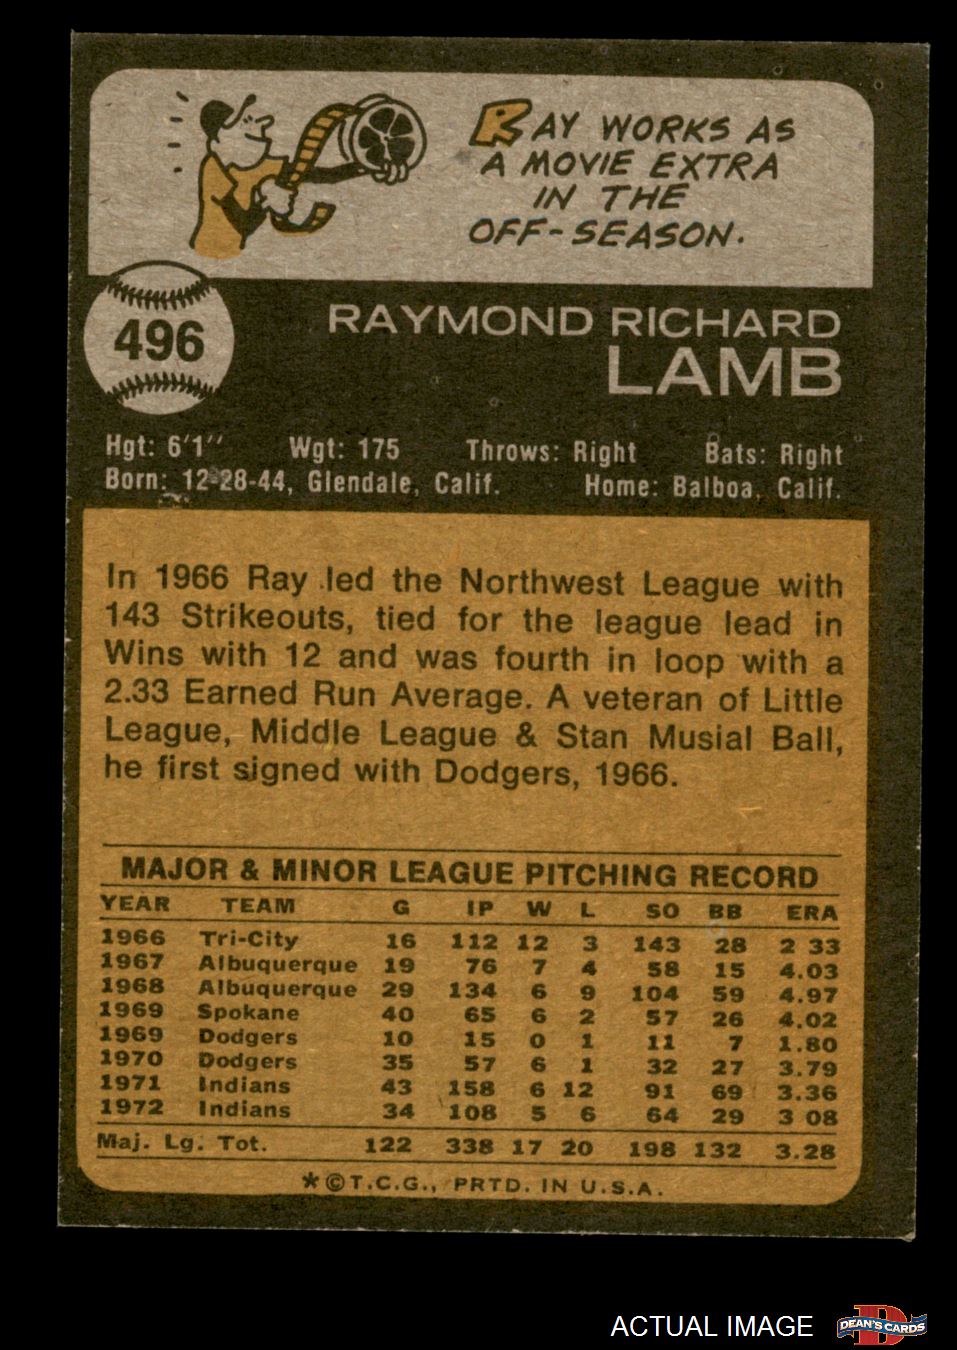 RAY WORKS AS
A MOVIE EXTRA
IN THE
OFF-SEASON.
496
RAYMOND RICHARD
LAMB
Hgt: 6'1'' Wgt: 175 Throws: Right Bats: Right
Born: 12-28-44, Glendale, Calif. Home: Balboa, Calif.
In 1966 Ray led the Northwest League with
143 Strikeouts, tied for the league lead in
Wins with 12 and was fourth in loop with a
2.33 Earned Run Average. A veteran of Little
League, Middle League & Stan Musial Ball,
he first signed with Dodgers, 1966.
MAJOR & MINOR LEAGUE PITCHING RECORD
YEAR TEAM G IP W L SO BB ERA
1966 Tri-City 16 112 12 3 143 28 2 33
1967 Albuquerque 19 76 7 4 58 15 4.03
1968 Albuquerque 29 134 6 9 104 59 4.97
1969 Spokane 40 65 6 2 57 26 4.02
1969 Dodgers 10 15 0 1 11 7 1.80
1970 Dodgers 35 57 6 1 32 27 3.79
1971 Indians 43 158 6 12 91 69 3.36
1972 Indians 34 108 5 6 64 29 3 08
Maj. Lg. Tot. 122 338 17 20 198 132 3.28
*©T.C.G., PRTD. IN U.S.A.
ACTUAL IMAGE
D
DEAN'S CARDS